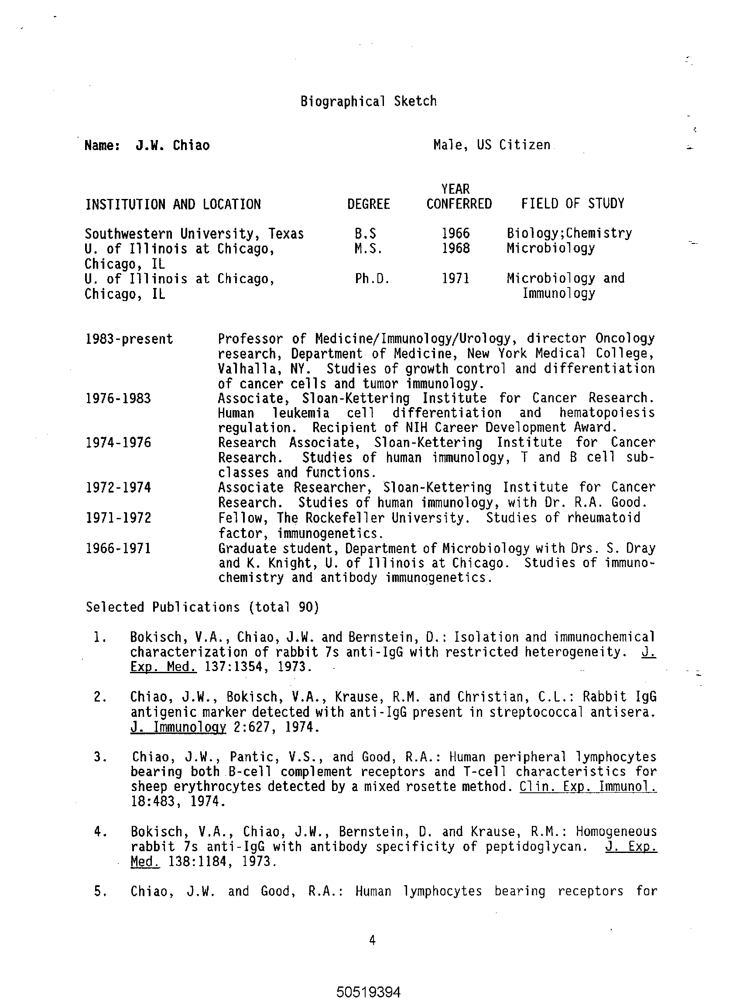 Biographical Sketch
Name: J.W. Chiao Male, US Citizen
YEAR
INSTITUTION AND LOCATION DEGREE CONFERRED FIELD OF STUDY
Southwestern University, Texas B.S 1966 Biology;Chemistry
U. of Illinois at Chicago, M.S. 1968 Microbiology
Chicago, IL
U. of Illinois at Chicago, Ph.D. 1971 Microbiology and
Chicago, IL Immunology
1983-present Professor of Medicine/Immunology/Urology, director Oncology
research, Department of Medicine, New York Medical College,
Valhalla, NY. Studies of growth control and differentiation
of cancer cells and tumor immunology.
1976-1983 Associate, Sloan-Kettering Institute for Cancer Research.
Human leukemia cell differentiation and hematopoiesis
regulation. Recipient of NIH Career Development Award.
1974-1976 Research Associate, Sloan-Kettering Institute for Cancer
Research. Studies of human immunology, T and B cell sub-
classes and functions.
1972-1974 Associate Researcher, Sloan-Kettering Institute for Cancer
Research. Studies of human immunology, with Dr. R.A. Good.
1971-1972 Fellow, The Rockefeller University. Studies of rheumatoid
factor, immunogenetics.
1966-1971 Graduate student, Department of Microbiology with Drs. S. Dray
and K. Knight, U. of Illinois at Chicago. Studies of immuno-
chemistry and antibody immunogenetics.
Selected Publications (total 90)
1. Bokisch, V.A., Chiao, J.W. and Bernstein, D.: Isolation and immunochemical
characterization of rabbit 7s anti-IgG with restricted heterogeneity. J.
Exp. Med. 137:1354, 1973.
2. Chiao, J.W., Bokisch, V.A., Krause, R.M. and Christian, C.L.: Rabbit IgG
antigenic marker detected with anti-IgG present in streptococcal antisera.
J. Immunology 2:627, 1974.
3. Chiao, J.W., Pantic, V.S., and Good, R.A.: Human peripheral lymphocytes
bearing both B-cell complement receptors and T-cell characteristics for
sheep erythrocytes detected by a mixed rosette method. Clin. Exp. Immunol.
18:483, 1974.
4. Bokisch, V.A., Chiao, J.W., Bernstein, D. and Krause, R.M.: Homogeneous
rabbit 7s anti-IgG with antibody specificity of peptidoglycan. J. Exp.
Med. 138:1184, 1973.
5. Chiao, J.W. and Good, R.A.: Human lymphocytes bearing receptors for
4
50519394